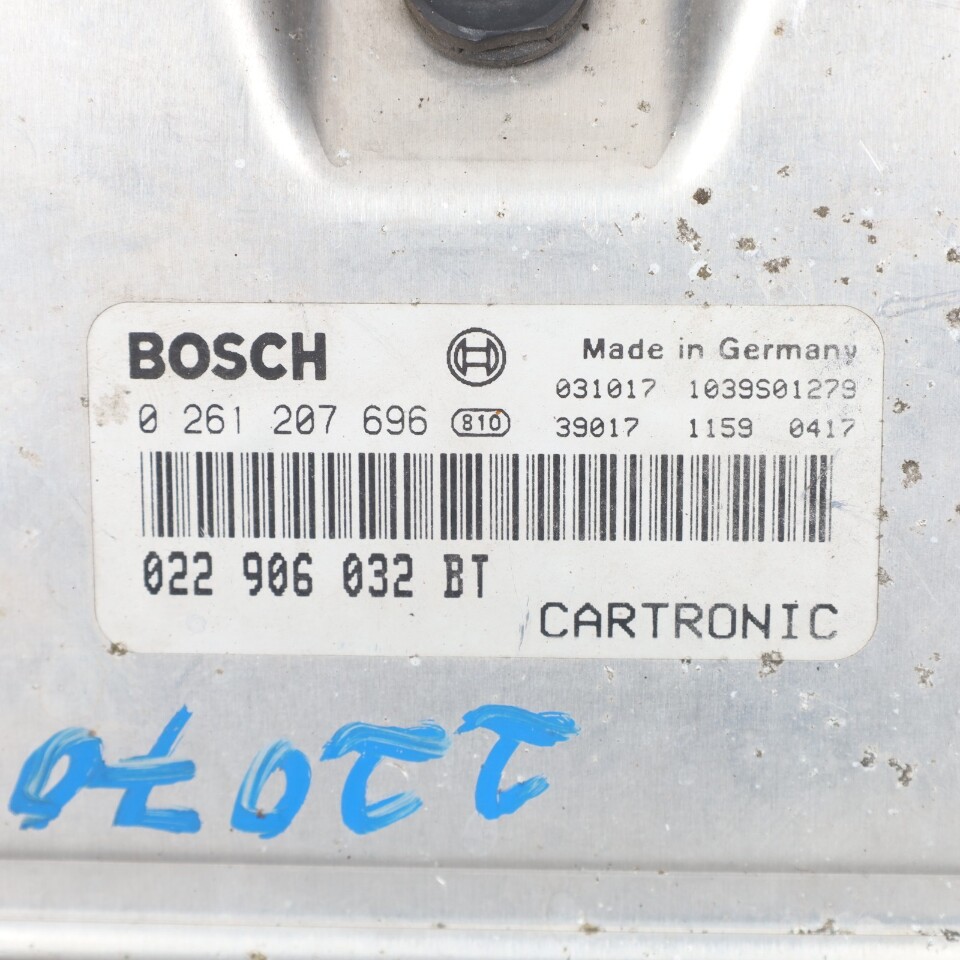 BOSCH
Made in Germany
031017 1039S01279
0 261 207 696 810
39017 1159 0417
022 906 032 BT
CARTRONIC
22070